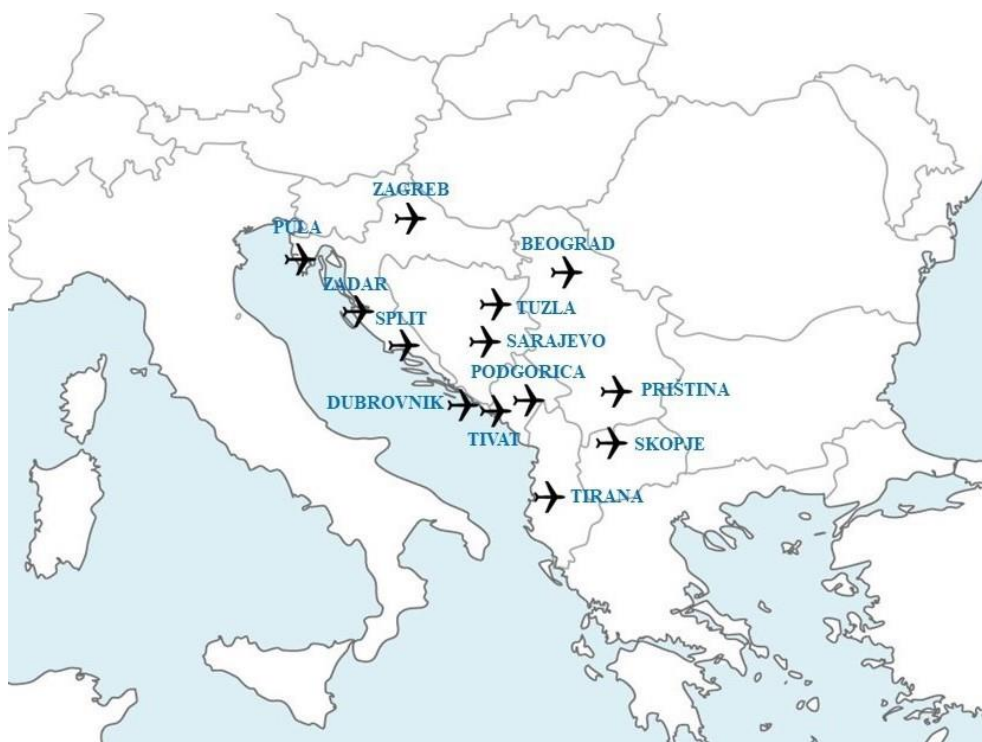 ZAGREB
PULA
BEOGRAD
ZADAR
TUZLA
SPLIT
SARAJEVO
PODGORICA
PRIŠTINA
DUBROVNIK
TIVAT
SKOPJE
TIRANA